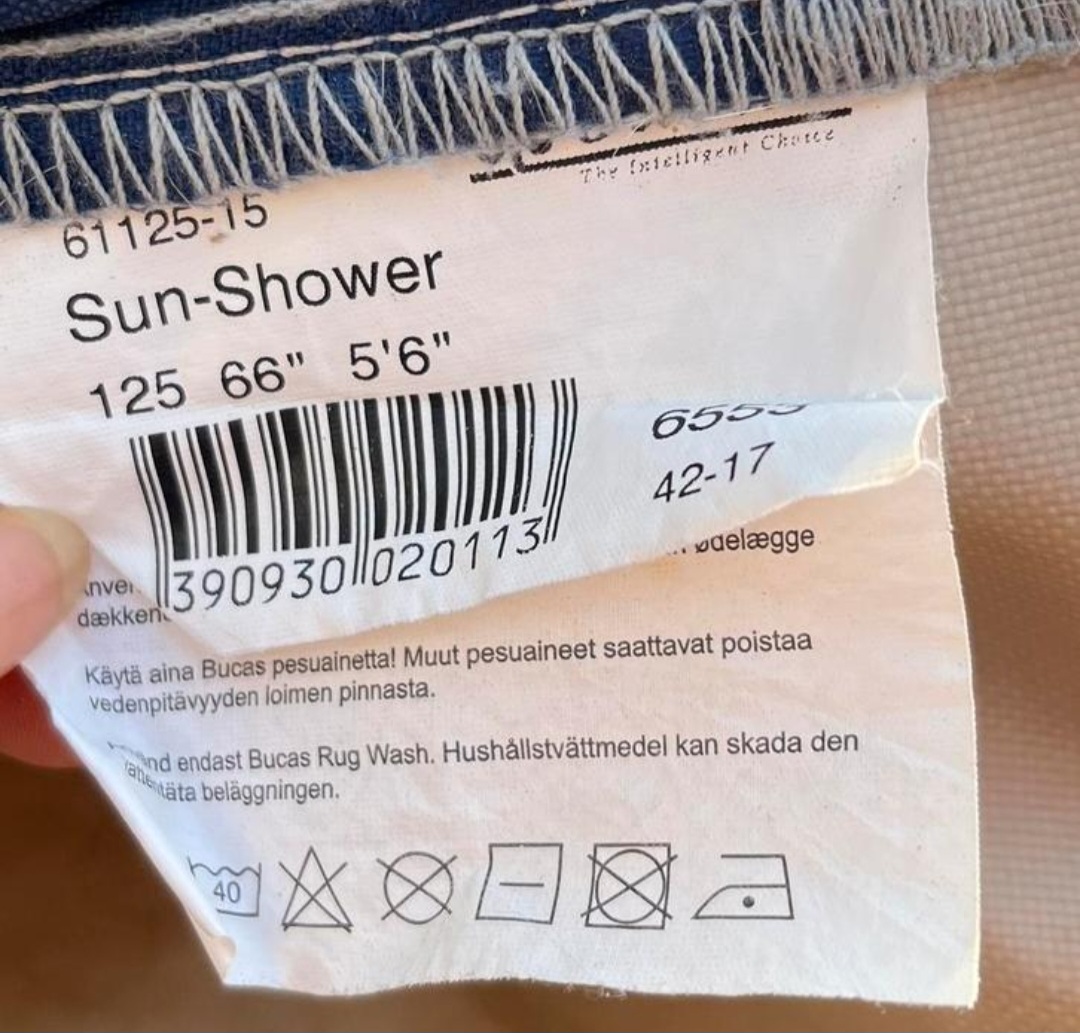 The Intelligent Choice
61125-15
Sun-Shower
125 66" 5'6"
6555
42-17
390930 020113
ødelægge
Käytä aina Bucas pesuainetta! Muut pesuaineet saattavat poistaa
vedenpitävyyden loimen pinnasta.
endast Bucas Rug Wash. Hushållstvättmedel kan skada den
beläggningen.
40